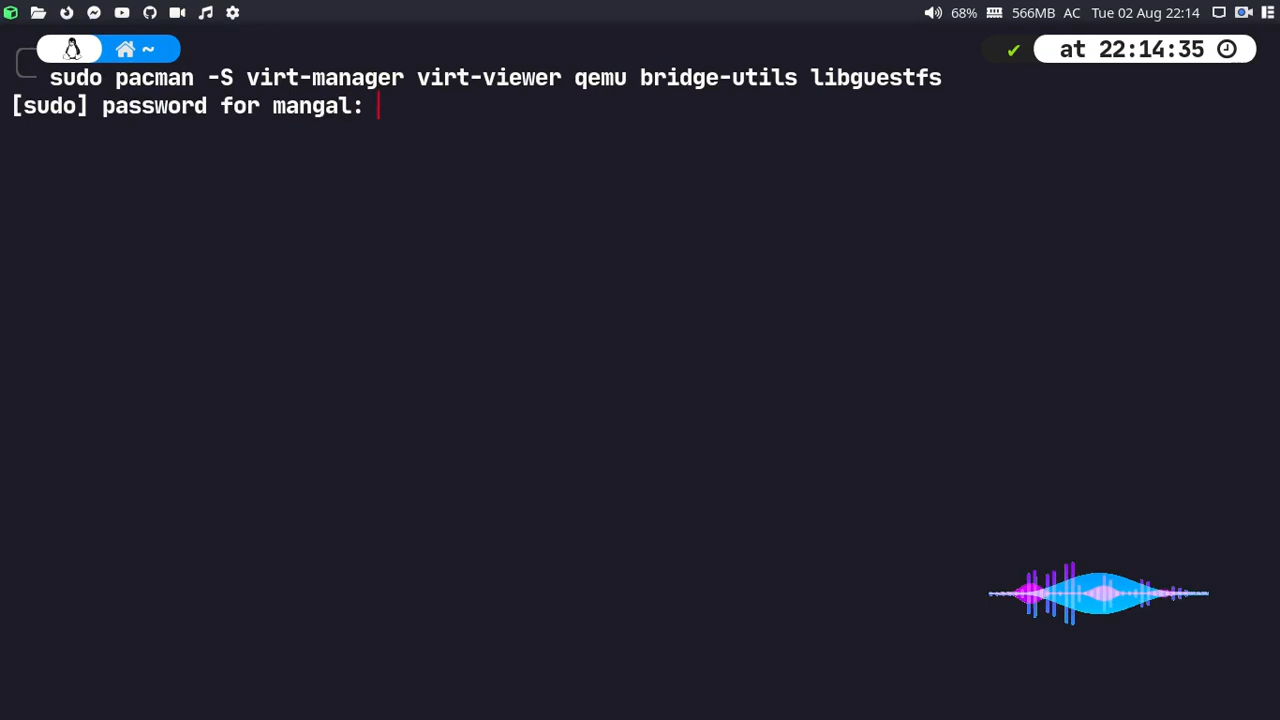 68% 566MB AC Tue 02 Aug 22:14
~ ✔ at 22:14:35
sudo pacman -S virt-manager virt-viewer qemu bridge-utils libguestfs
[sudo] password for mangal: